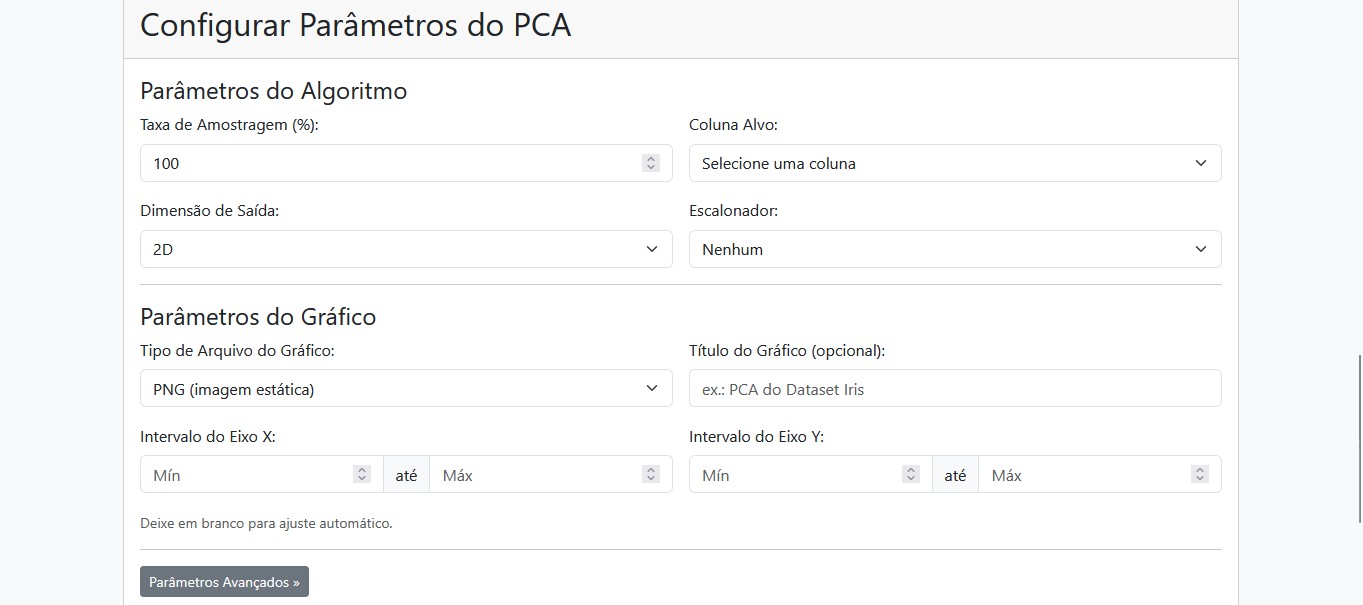 Configurar Parâmetros do PCA
Parâmetros do Algoritmo
Taxa de Amostragem (%):
100
Coluna Alvo:
Selecione uma coluna
Dimensão de Saída:
2D
Escalonador:
Nenhum
Parâmetros do Gráfico
Tipo de Arquivo do Gráfico:
PNG (imagem estática)
Título do Gráfico (opcional):
ex.: PCA do Dataset Iris
Intervalo do Eixo X:
Mín até Máx
Intervalo do Eixo Y:
Mín até Máx
Deixe em branco para ajuste automático.
Parâmetros Avançados »